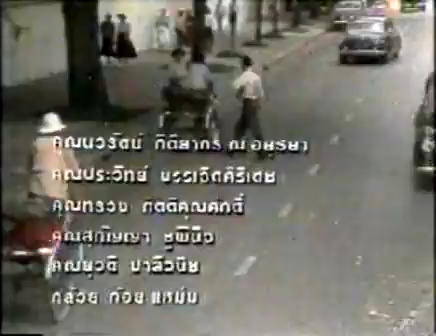 คุณนวรัตน์ กิติยากร ณ อยุธยา
คุณประวิทย์ บรรเจิดศิริเดช
คุณทรวง กิตติคุณศักดิ์
คุณสุกัญญา ชูพินิจ
คุณยุวดี ปาลีวนิช
กล้วย ก้อย แหม่ม